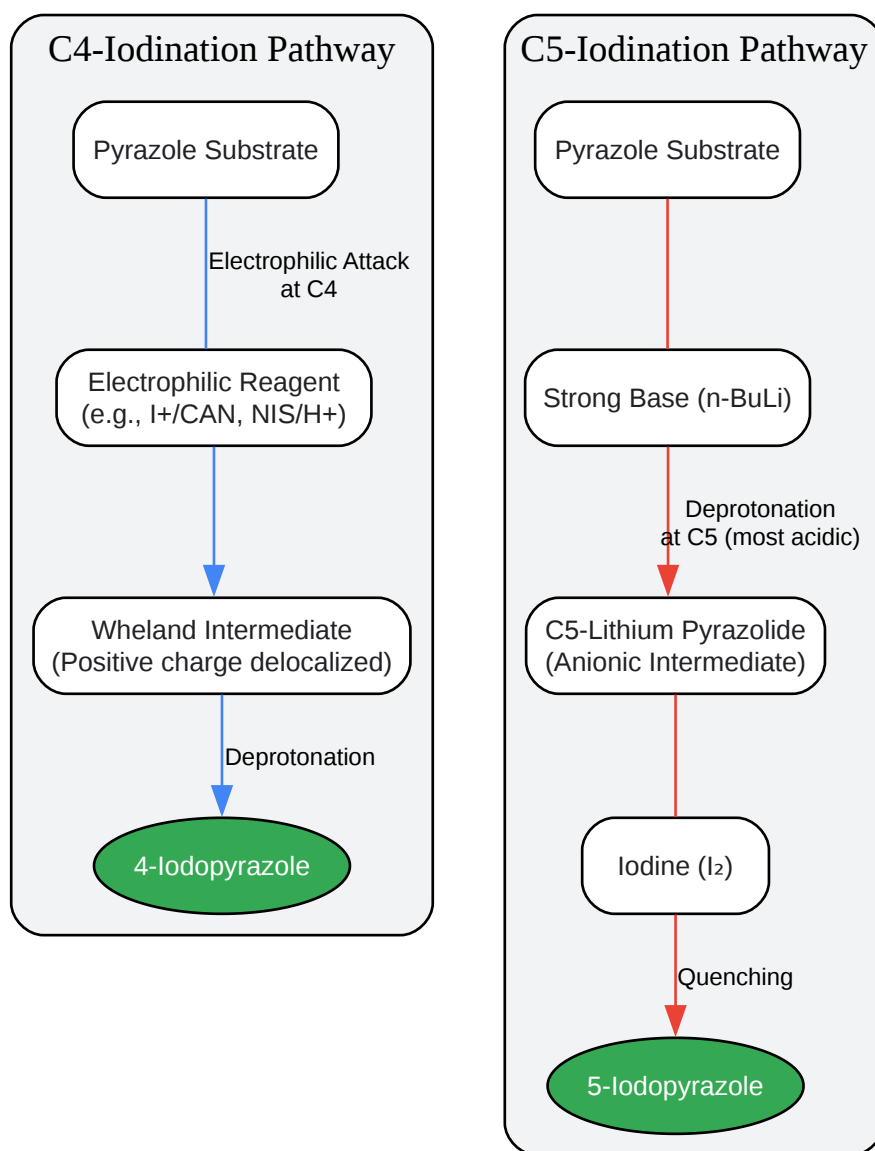 C4-Iodination Pathway
Pyrazole Substrate
Electrophilic Attack
at C4
Electrophilic Reagent
(e.g., I+/CAN, NIS/H+)
Wheland Intermediate
(Positive charge delocalized)
Deprotonation
4-Iodopyrazole
C5-Iodination Pathway
Pyrazole Substrate
Strong Base (n-BuLi)
Deprotonation
at C5 (most acidic)
C5-Lithium Pyrazolide
(Anionic Intermediate)
Iodine (I₂)
Quenching
5-Iodopyrazole